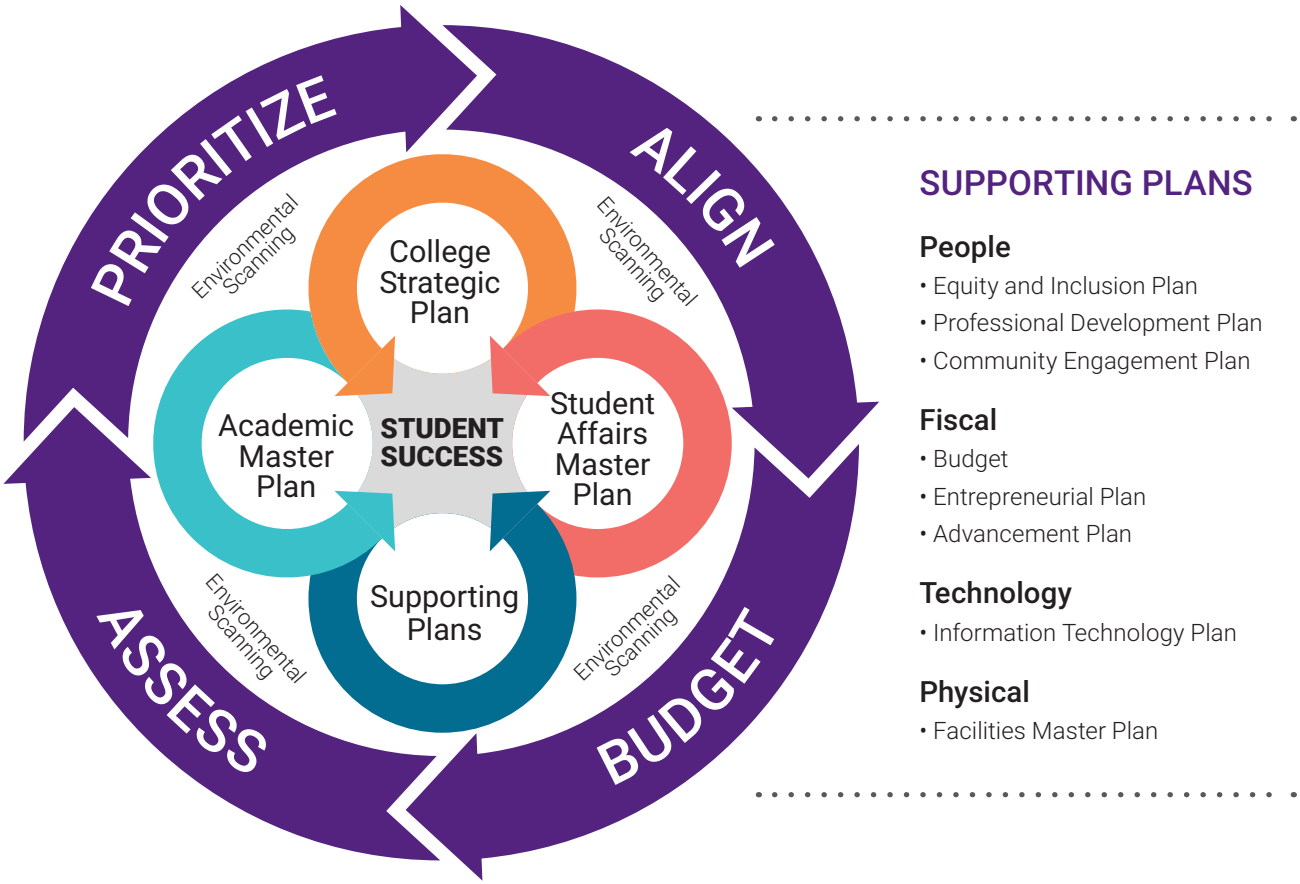 PRIORITIZE
ALIGN
BUDGET
ASSESS
Environmental
Scanning
Environmental
Scanning
Environmental
Scanning
Environmental
Scanning
College
Strategic
Plan
Academic
Master
Plan
STUDENT
SUCCESS
Student
Affairs
Master
Plan
Supporting
Plans
SUPPORTING PLANS
People
• Equity and Inclusion Plan
• Professional Development Plan
• Community Engagement Plan
Fiscal
• Budget
• Entrepreneurial Plan
• Advancement Plan
Technology
• Information Technology Plan
Physical
• Facilities Master Plan